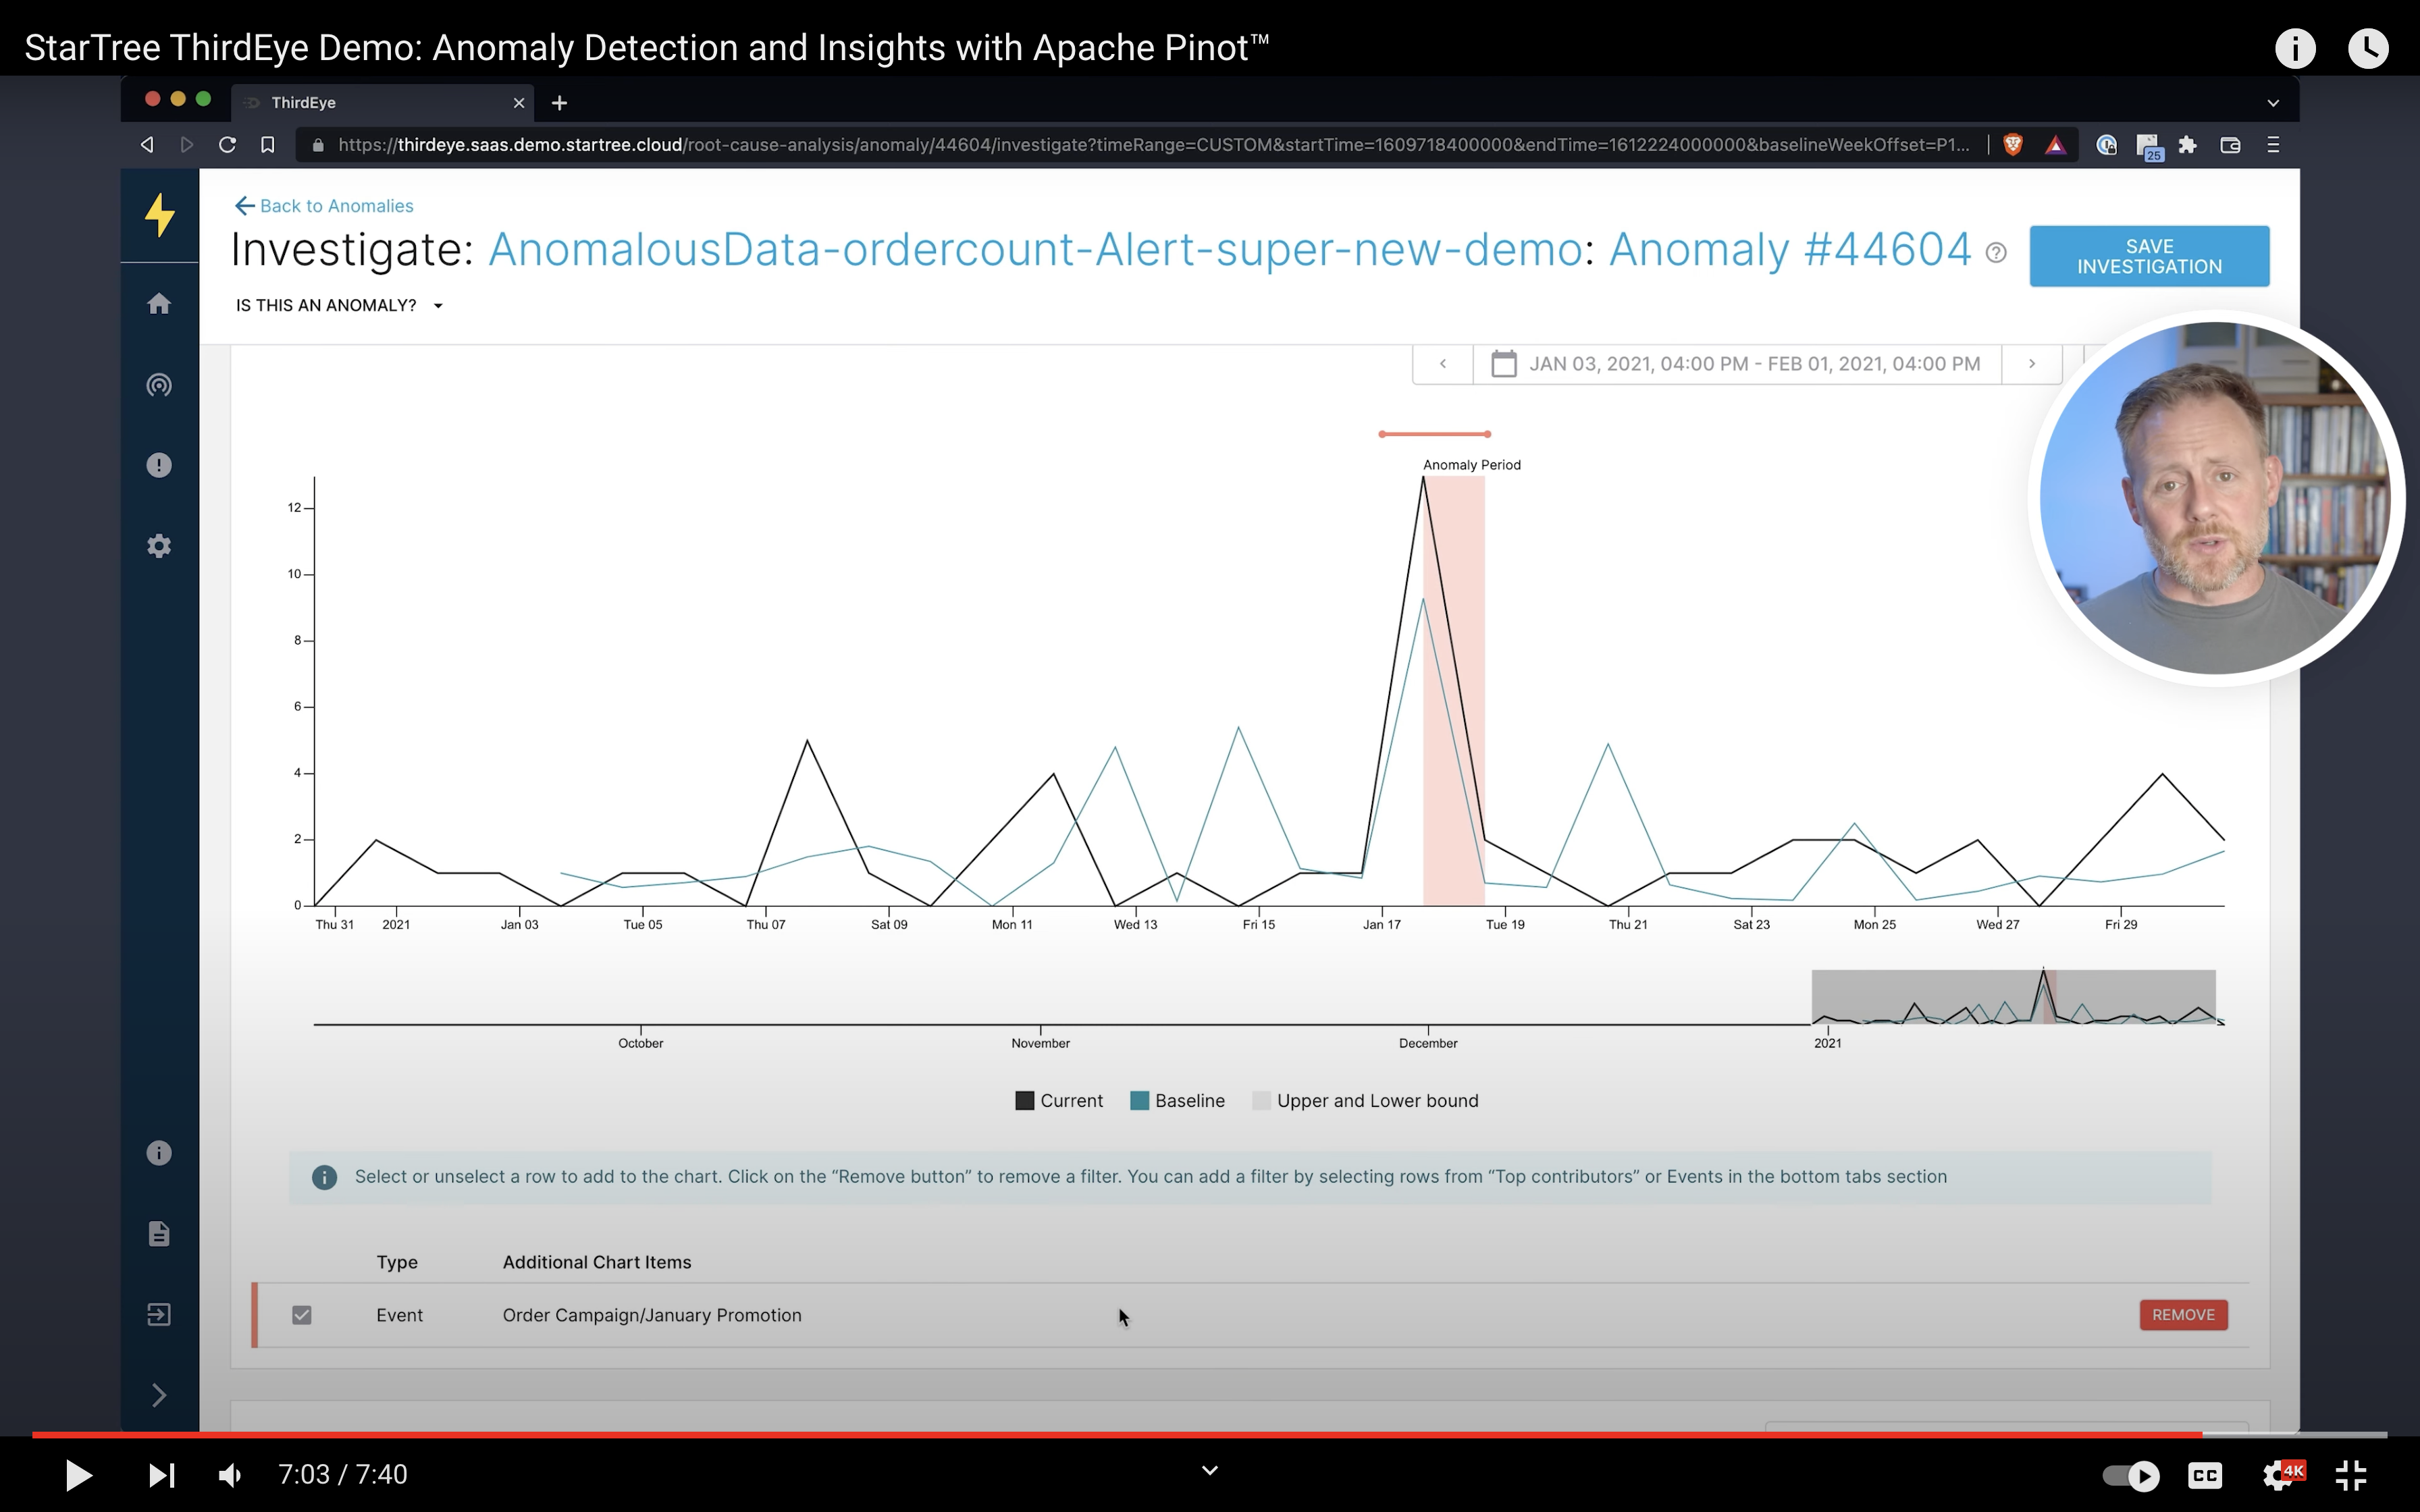 StarTree ThirdEye Demo: Anomaly Detection and Insights with Apache Pinot™
ThirdEye
https://thirdeye.saas.demo.startree.cloud/root-cause-analysis/anomaly/44604/investigate?timeRange=CUSTOM&startTime=1609718400000&endTime=1612224000000&baselineWeekOffset=P1...
25
Back to Anomalies
Investigate: AnomalousData-ordercount-Alert-super-new-demo: Anomaly #44604
SAVE INVESTIGATION
IS THIS AN ANOMALY?
JAN 03, 2021, 04:00 PM - FEB 01, 2021, 04:00 PM
Anomaly Period
12
10
8
6
4
2
0
Thu 31 2021 Jan 03 Tue 05 Thu 07 Sat 09 Mon 11 Wed 13 Fri 15 Jan 17 Tue 19 Thu 21 Sat 23 Mon 25 Wed 27 Fri 29
October November December 2021
Current Baseline Upper and Lower bound
Select or unselect a row to add to the chart. Click on the “Remove button” to remove a filter. You can add a filter by selecting rows from “Top contributors” or Events in the bottom tabs section
Type Additional Chart Items
Event Order Campaign/January Promotion REMOVE
7:03 / 7:40
CC
4K